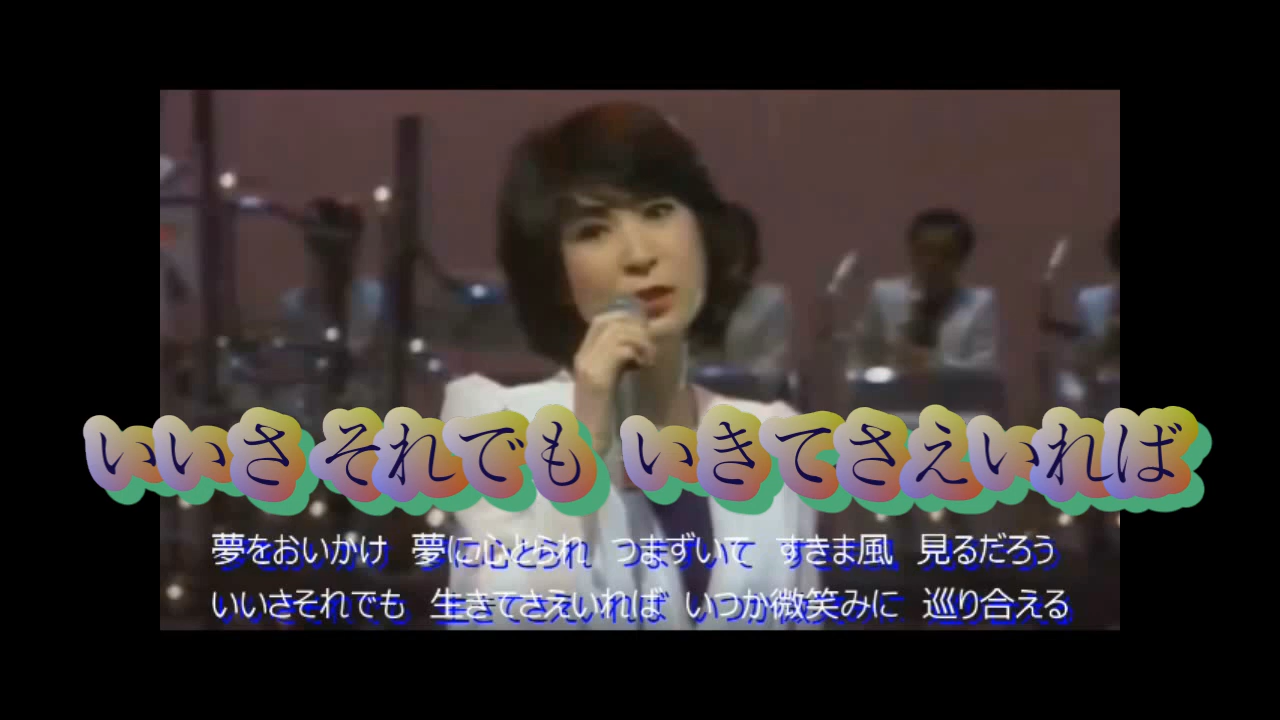 いいさ それでも いきてさえいれば
夢をおいかけ 夢に心とられ つまずいて すきま風 見るだろう
いいさそれでも 生きてさえいれば いつか微笑みに 巡り合える